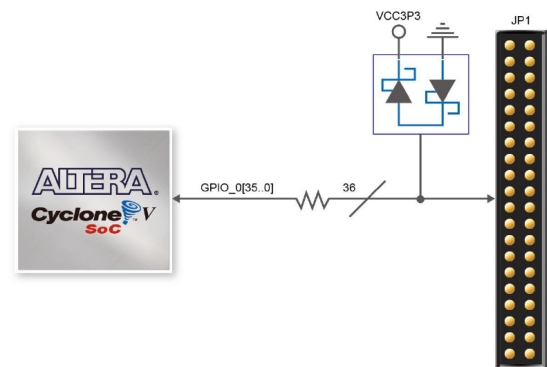 VCC3P3
JP1
ALTERA.
Cyclone V
SoC
GPIO_0[35..0]
36